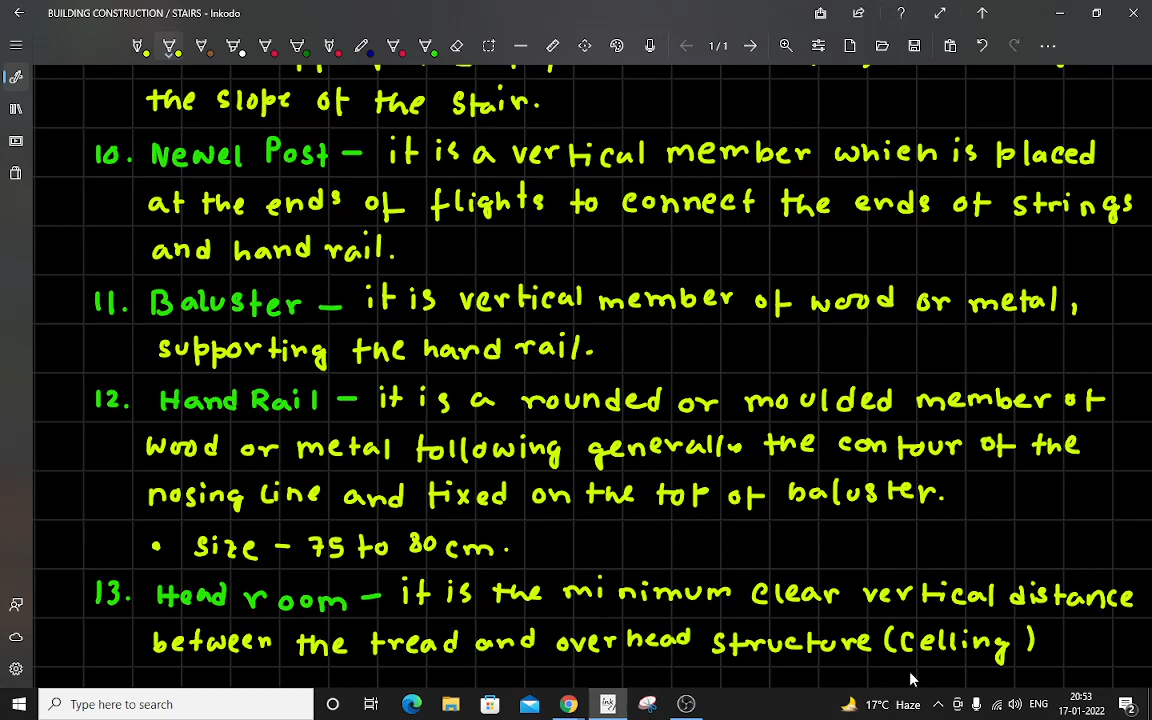 BUILDING CONSTRUCTION / STAIRS - Inkodo
1/1
the slope of the stair.
10. Newel Post - it is a vertical member which is placed
at the ends of flights to connect the ends of strings
and hand rail.
11. Baluster - it is vertical member of wood or metal,
supporting the hand rail.
12. Hand Rail - it is a rounded or moulded member of
wood or metal following generally the contour of the
nosing line and fixed on the top of baluster.
• Size - 75 to 80 cm.
13. Head room - it is the minimum clear vertical distance
between the tread and overhead structure (celling)
Type here to search
ink
17°C Haze
ENG
20:53
17-01-2022
2